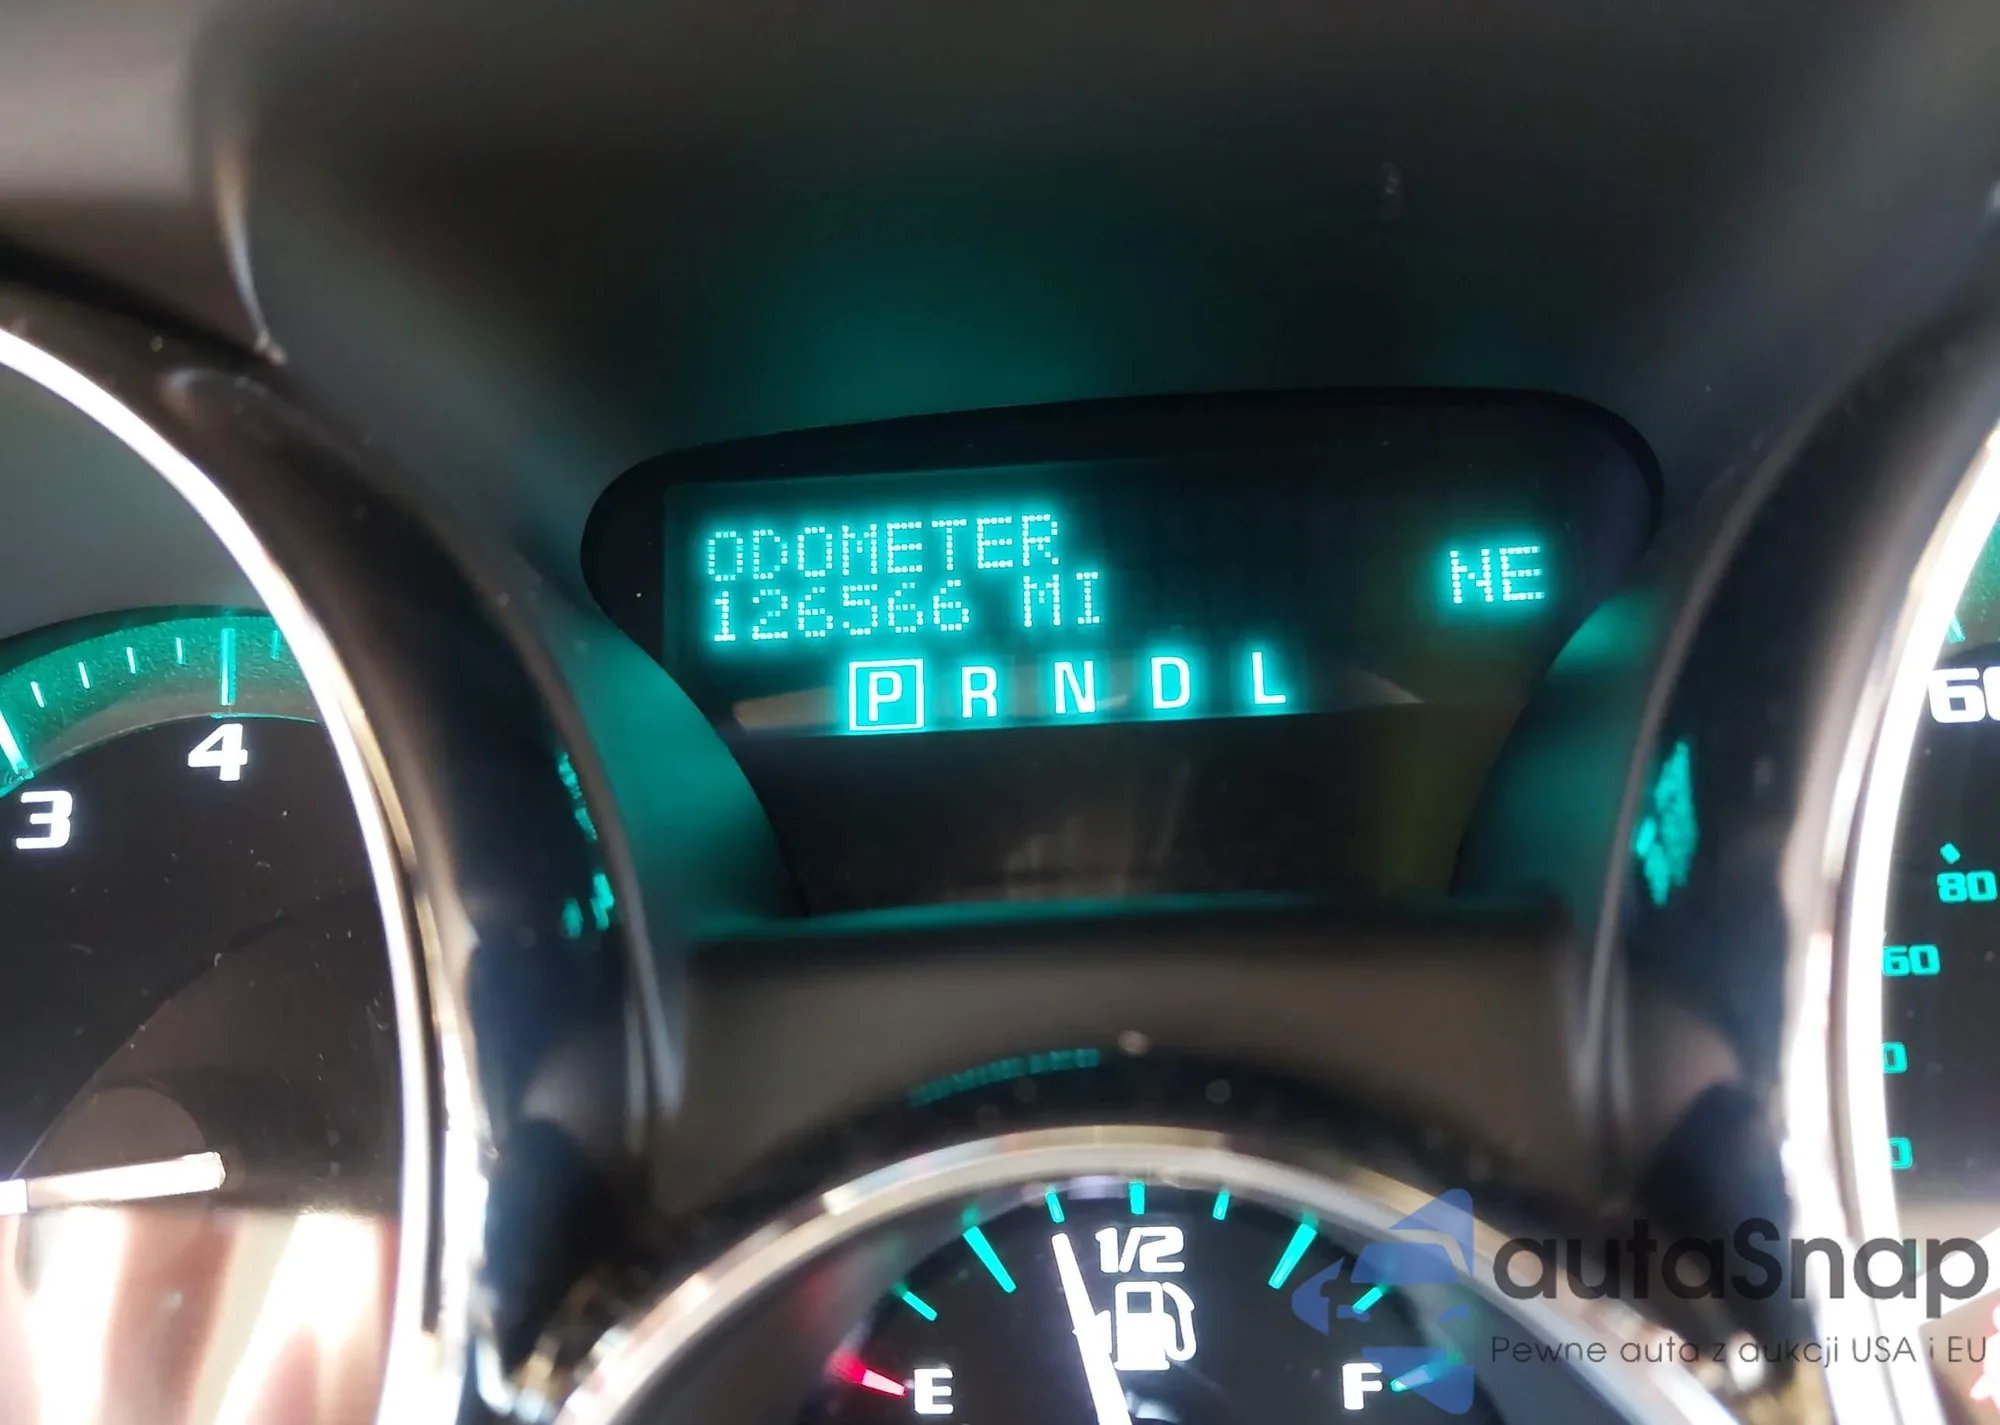 ODOMETER
126566 MI
NE
P R N D L
3
4
80
60
1/2
E
F
autaSnap
Pewne auta z aukcji USA i EU